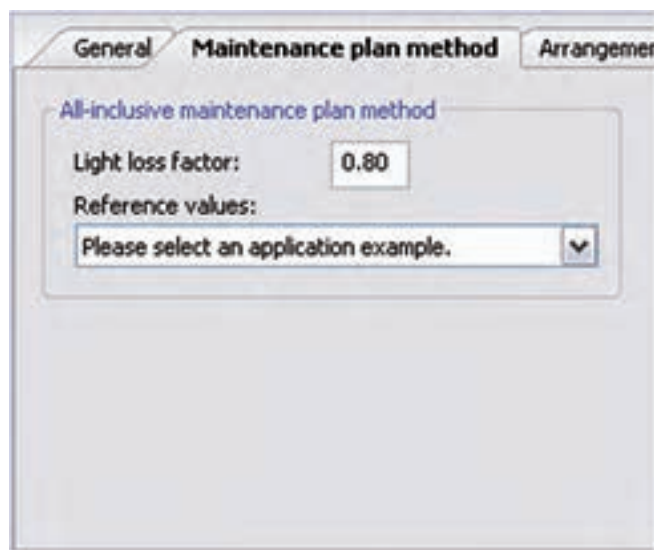 General Maintenance plan method Arrangemen
All-inclusive maintenance plan method
Light loss factor: 0.80
Reference values:
Please select an application example.